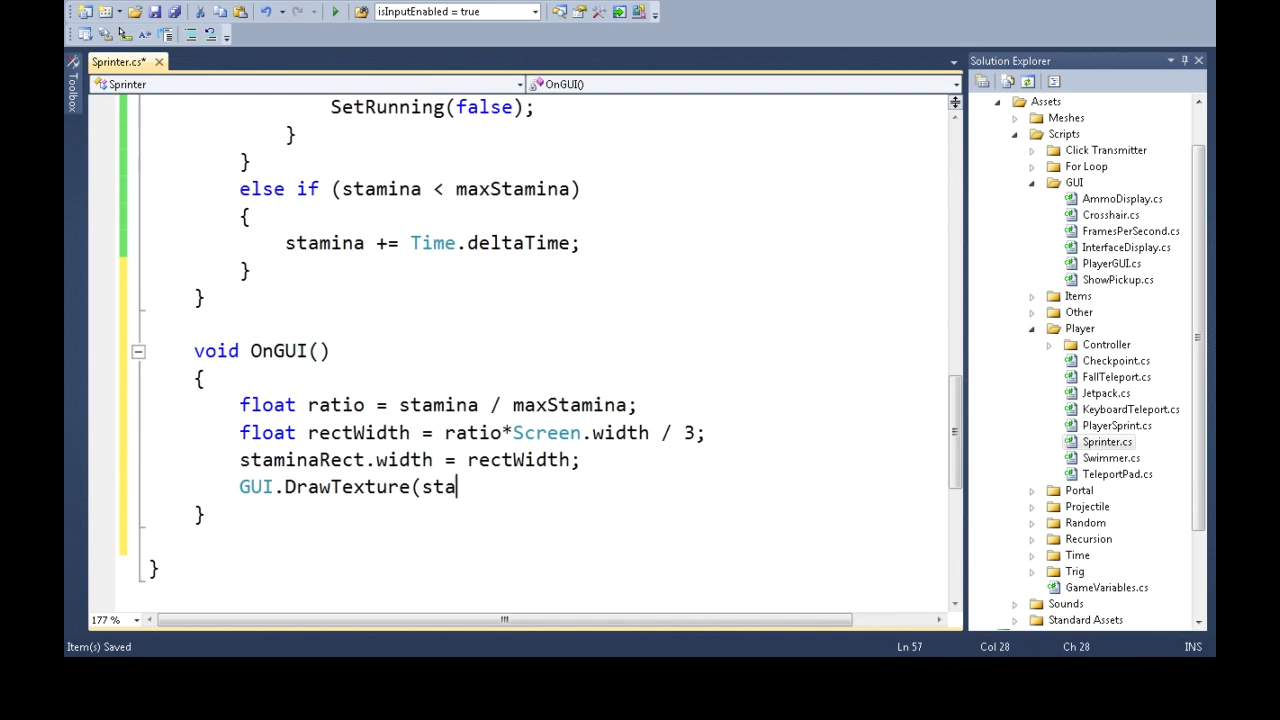 isInputEnabled = true
Sprinter.cs*
Solution Explorer
Toolbox
Sprinter
OnGUI()
SetRunning(false);
}
}
else if (stamina < maxStamina)
{
stamina += Time.deltaTime;
}
}
void OnGUI()
{
float ratio = stamina / maxStamina;
float rectWidth = ratio*Screen.width / 3;
staminaRect.width = rectWidth;
GUI.DrawTexture(sta
}
}
Assets
Meshes
Scripts
Click Transmitter
For Loop
GUI
AmmoDisplay.cs
Crosshair.cs
FramesPerSecond.cs
InterfaceDisplay.cs
PlayerGUI.cs
ShowPickup.cs
Items
Other
Player
Controller
Checkpoint.cs
FallTeleport.cs
Jetpack.cs
KeyboardTeleport.cs
PlayerSprint.cs
Sprinter.cs
Swimmer.cs
TeleportPad.cs
Portal
Projectile
Random
Recursion
Time
Trig
GameVariables.cs
Sounds
Standard Assets
177 %
Item(s) Saved
Ln 57
Col 28
Ch 28
INS